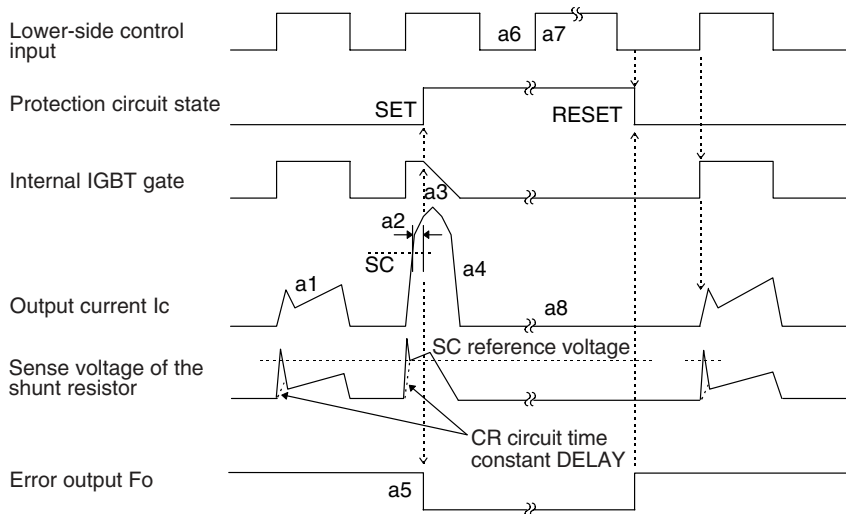 Lower-side control
input
a6
a7
Protection circuit state
SET
RESET
Internal IGBT gate
a3
a2
SC
a4
a1
Output current Ic
a8
SC reference voltage
Sense voltage of the
shunt resistor
CR circuit time
constant DELAY
Error output Fo
a5